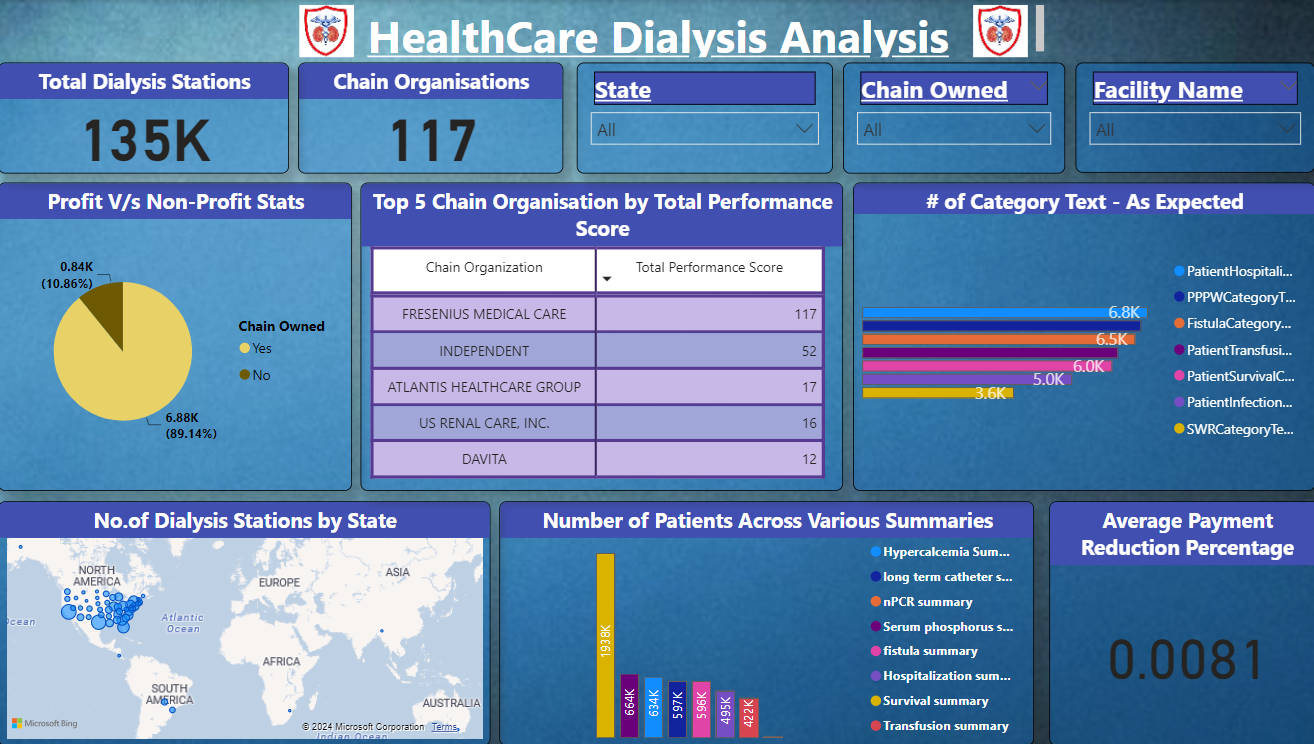 HealthCare Dialysis Analysis
Total Dialysis Stations
135K
Chain Organisations
117
State
All
Chain Owned
All
Facility Name
All
Profit V/s Non-Profit Stats
0.84K
(10.86%)
6.88K
(89.14%)
Chain Owned
Yes
No
Top 5 Chain Organisation by Total Performance
Score
Chain Organization Total Performance Score
FRESENIUS MEDICAL CARE 117
INDEPENDENT 52
ATLANTIS HEALTHCARE GROUP 17
US RENAL CARE, INC. 16
DAVITA 12
# of Category Text - As Expected
6.8K
6.5K
6.0K
5.0K
3.6K
PatientHospitali...
PPPWCategoryT...
FistulaCategory...
PatientTransfusi...
PatientSurvivalC...
PatientInfection...
SWRCategoryTe...
No.of Dialysis Stations by State
NORTH
AMERICA
EUROPE
ASIA
Atlantic
Ocean
cean
AFRICA
SOUTH
AMERICA
AUSTRALIA
Microsoft Bing
© 2024 Microsoft Corporation Terms
Indian Ocean
Number of Patients Across Various Summaries
1938K
664K
634K
597K
596K
495K
422K
Hypercalcemia Sum...
long term catheter s...
nPCR summary
Serum phosphorus s...
fistula summary
Hospitalization sum...
Survival summary
Transfusion summary
Average Payment
Reduction Percentage
0.0081